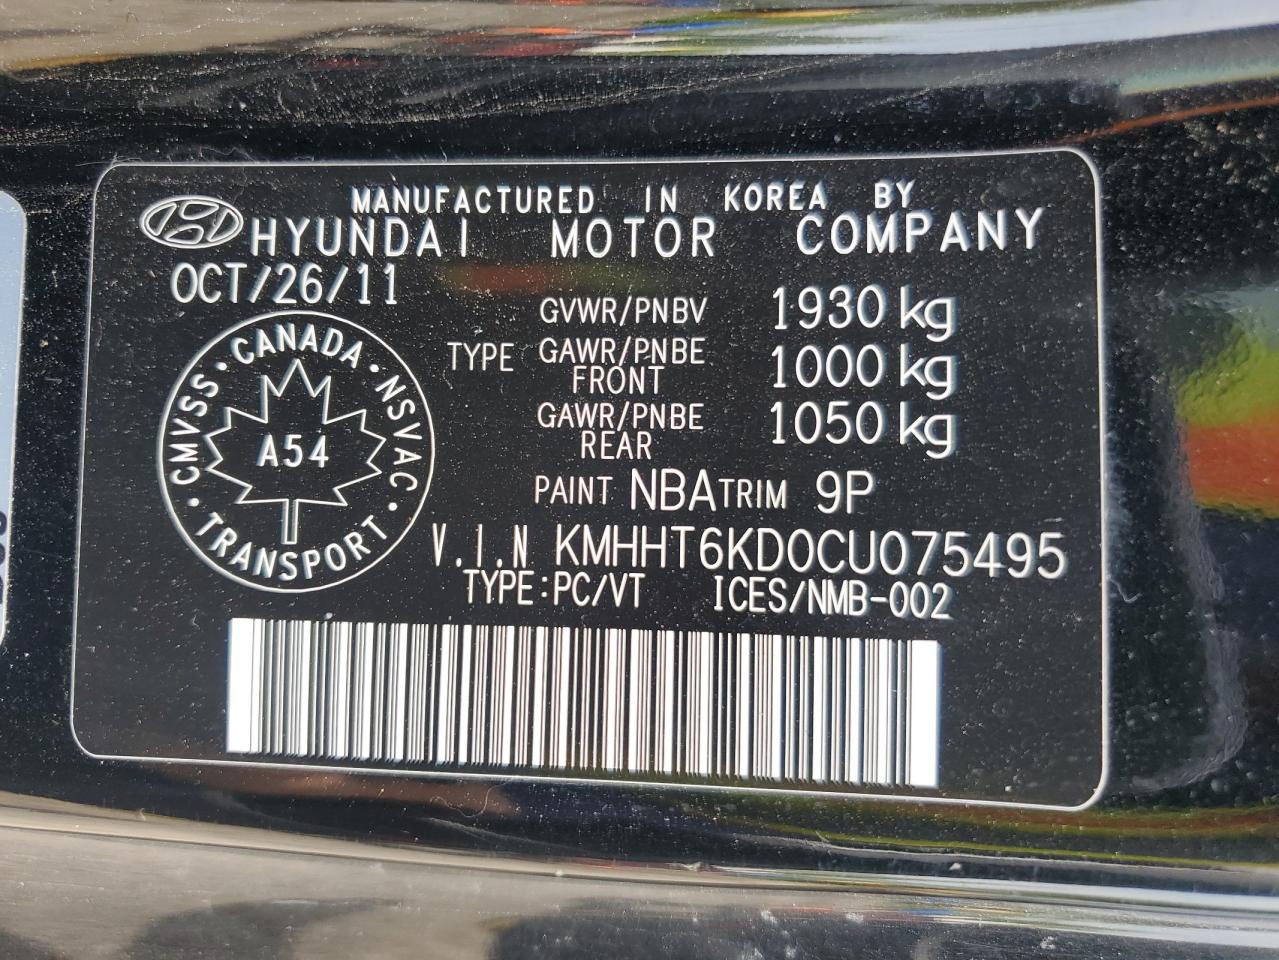 MANUFACTURED IN KOREA BY
HYUNDAI MOTOR COMPANY
OCT/26/11
GVWR/PNBV 1930 kg
TYPE GAWR/PNBE FRONT 1000 kg
GAWR/PNBE REAR 1050 kg
PAINT NBA TRIM 9P
V.I.N KMHHT6KD0CU075495
TYPE:PC/VT ICES/NMB-002
CANADA · NSVAC · TRANSPORT · CMVSS ·
A54